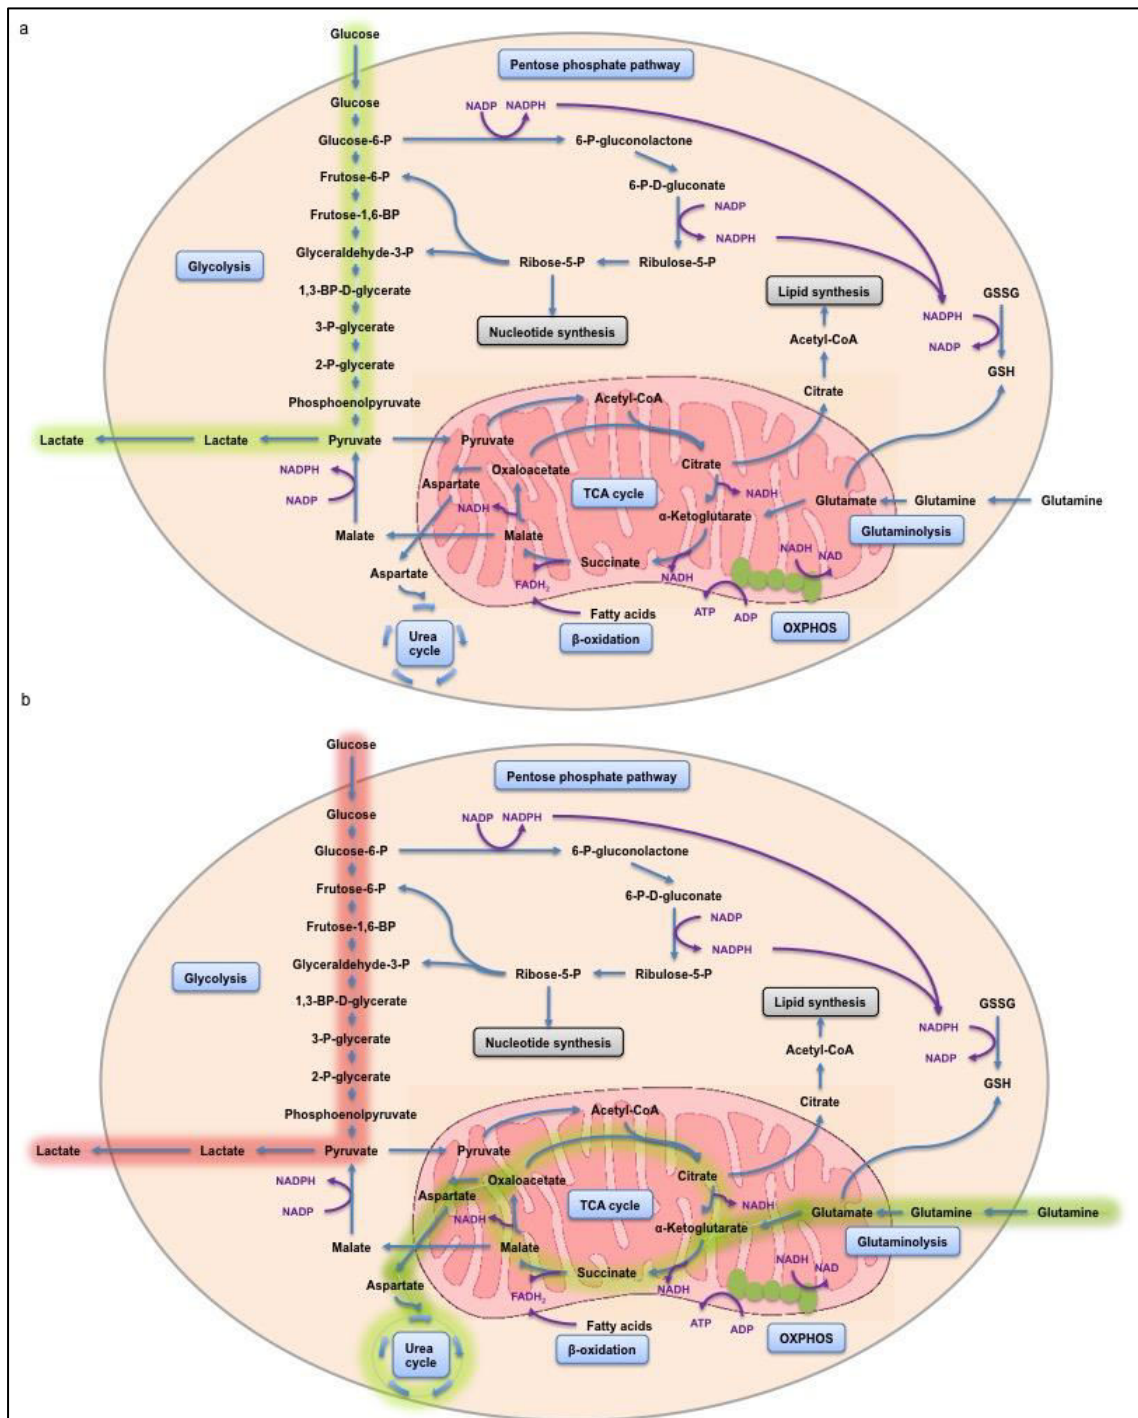 a
Glucose
Pentose phosphate pathway
Glucose
NADP NADPH
Glucose-6-P
6-P-gluconolactone
Frutose-6-P
6-P-D-gluconate
NADP
Frutose-1,6-BP
NADPH
Glyceraldehyde-3-P
Glycolysis
Ribose-5-P
Ribulose-5-P
1,3-BP-D-glycerate
Lipid synthesis
GSSG
NADPH
3-P-glycerate
Nucleotide synthesis
Acetyl-CoA
NADP
2-P-glycerate
GSH
Citrate
Phosphoenolpyruvate
Acetyl-CoA
Lactate
Lactate
Pyruvate
Pyruvate
NADPH
Oxaloacetate
Citrate
Aspartate
TCA cycle
NADH
NADP
NADH
Glutamate
Glutamine
Glutamine
α-Ketoglutarate
Malate
Malate
Glutaminolysis
NADH
NAD
Succinate
Aspartate
FADH2
NADH
Fatty acids
ATP
ADP
OXPHOS
Urea
cycle
β-oxidation
b
Glucose
Pentose phosphate pathway
Glucose
NADP NADPH
Glucose-6-P
6-P-gluconolactone
Frutose-6-P
6-P-D-gluconate
NADP
Frutose-1,6-BP
NADPH
Glyceraldehyde-3-P
Glycolysis
Ribose-5-P
Ribulose-5-P
1,3-BP-D-glycerate
Lipid synthesis
GSSG
NADPH
3-P-glycerate
Nucleotide synthesis
Acetyl-CoA
NADP
2-P-glycerate
GSH
Citrate
Phosphoenolpyruvate
Acetyl-CoA
Lactate
Lactate
Pyruvate
Pyruvate
NADPH
Oxaloacetate
Citrate
Aspartate
TCA cycle
NADH
NADP
NADH
Glutamate
Glutamine
Glutamine
α-Ketoglutarate
Malate
Malate
Glutaminolysis
NADH
NAD
Succinate
Aspartate
FADH2
NADH
Fatty acids
ATP
ADP
OXPHOS
Urea
cycle
β-oxidation